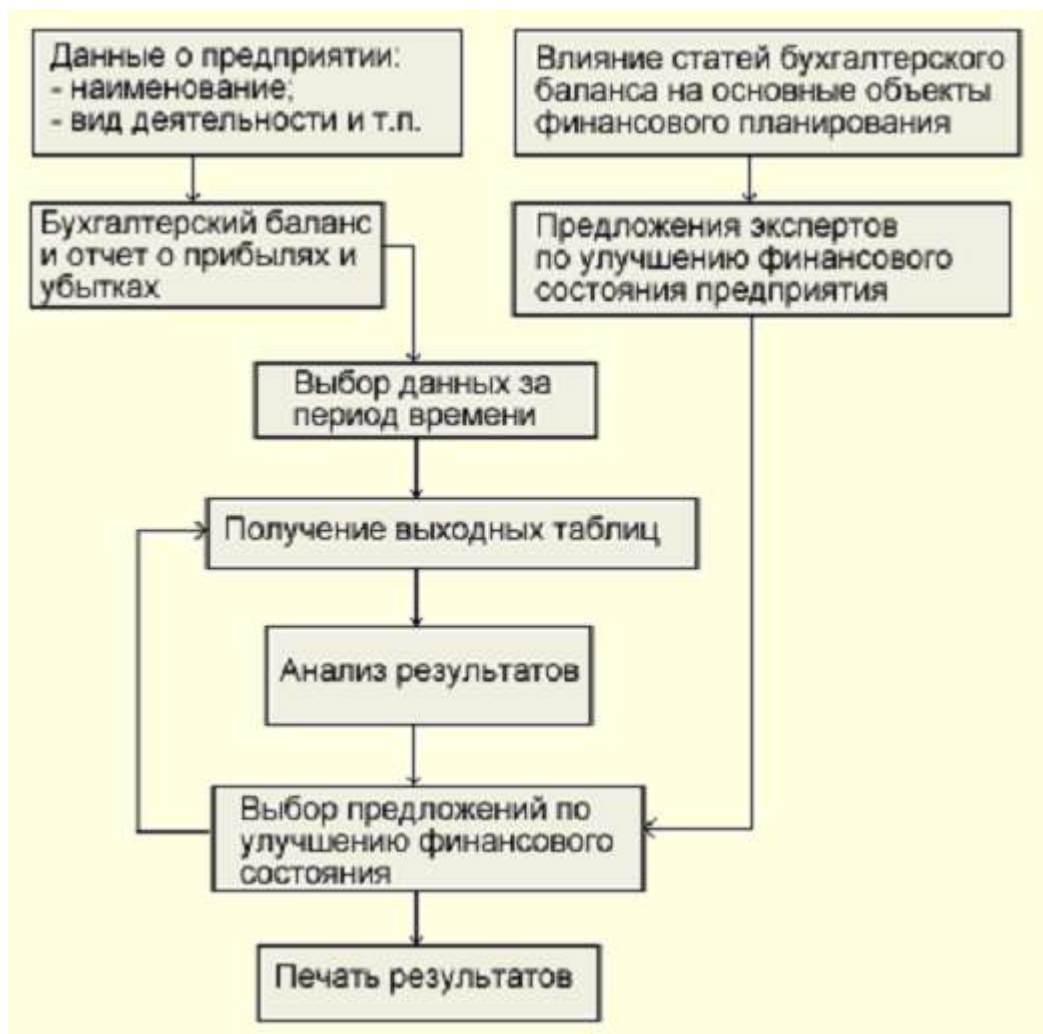 Данные о предприятии:
- наименование;
- вид деятельности и т.п.
Влияние статей бухгалтерского
баланса на основные объекты
финансового планирования
Бухгалтерский баланс
и отчет о прибылях и
убытках
Предложения экспертов
по улучшению финансового
состояния предприятия
Выбор данных за
период времени
Получение выходных таблиц
Анализ результатов
Выбор предложений по
улучшению финансового
состояния
Печать результатов